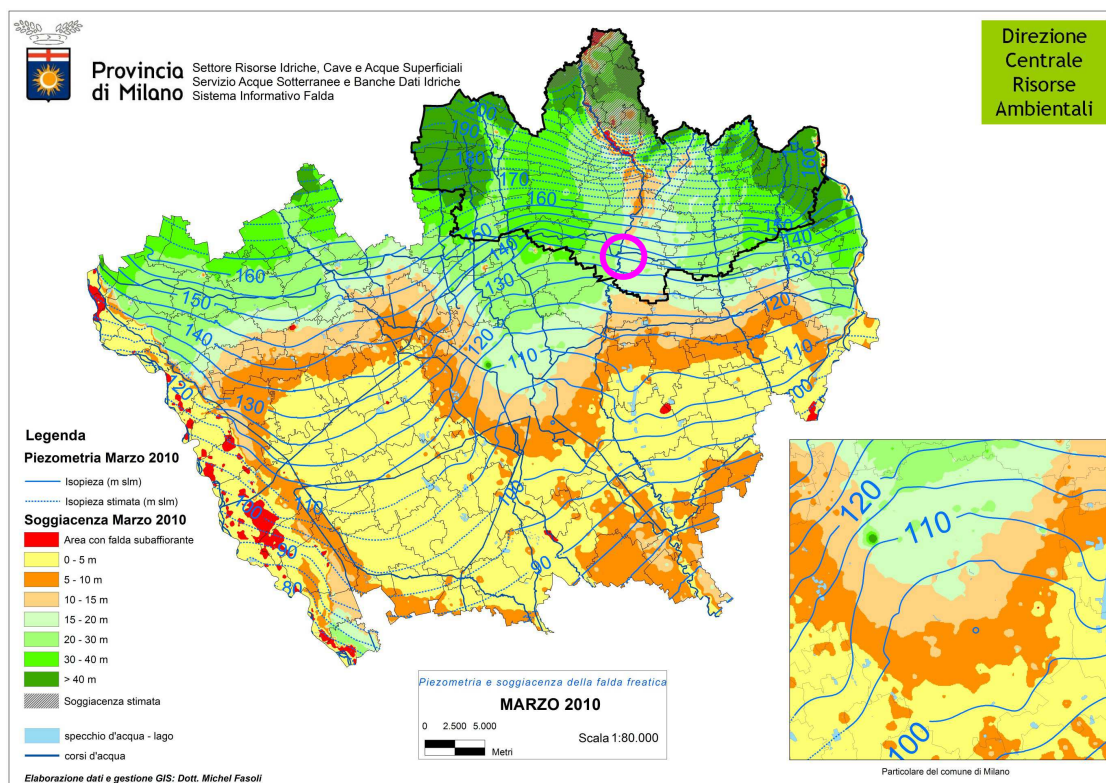 Provincia
di Milano
Settore Risorse Idriche, Cave e Acque Superficiali
Servizio Acque Sotterranee e Banche Dati Idriche
Sistema Informativo Falda
Direzione
Centrale
Risorse
Ambientali
200
190
180
170
160
160
150
140
130
150
140
130
120
110
100
160
150
140
130
120
110
120
130
110
100
90
80
100
90
Legenda
Piezometria Marzo 2010
Isopieza (m slm)
Isopieza stimata (m slm)
Soggiacenza Marzo 2010
Area con falda subaffiorante
0 - 5 m
5 - 10 m
10 - 15 m
15 - 20 m
20 - 30 m
30 - 40 m
> 40 m
Soggiacenza stimata
specchio d'acqua - lago
corsi d'acqua
Elaborazione dati e gestione GIS: Dott. Michel Fasoli
Piezometria e soggiacenza della falda freatica
MARZO 2010
0 2.500 5.000
Metri
Scala 1:80.000
120
110
100
Particolare del comune di Milano